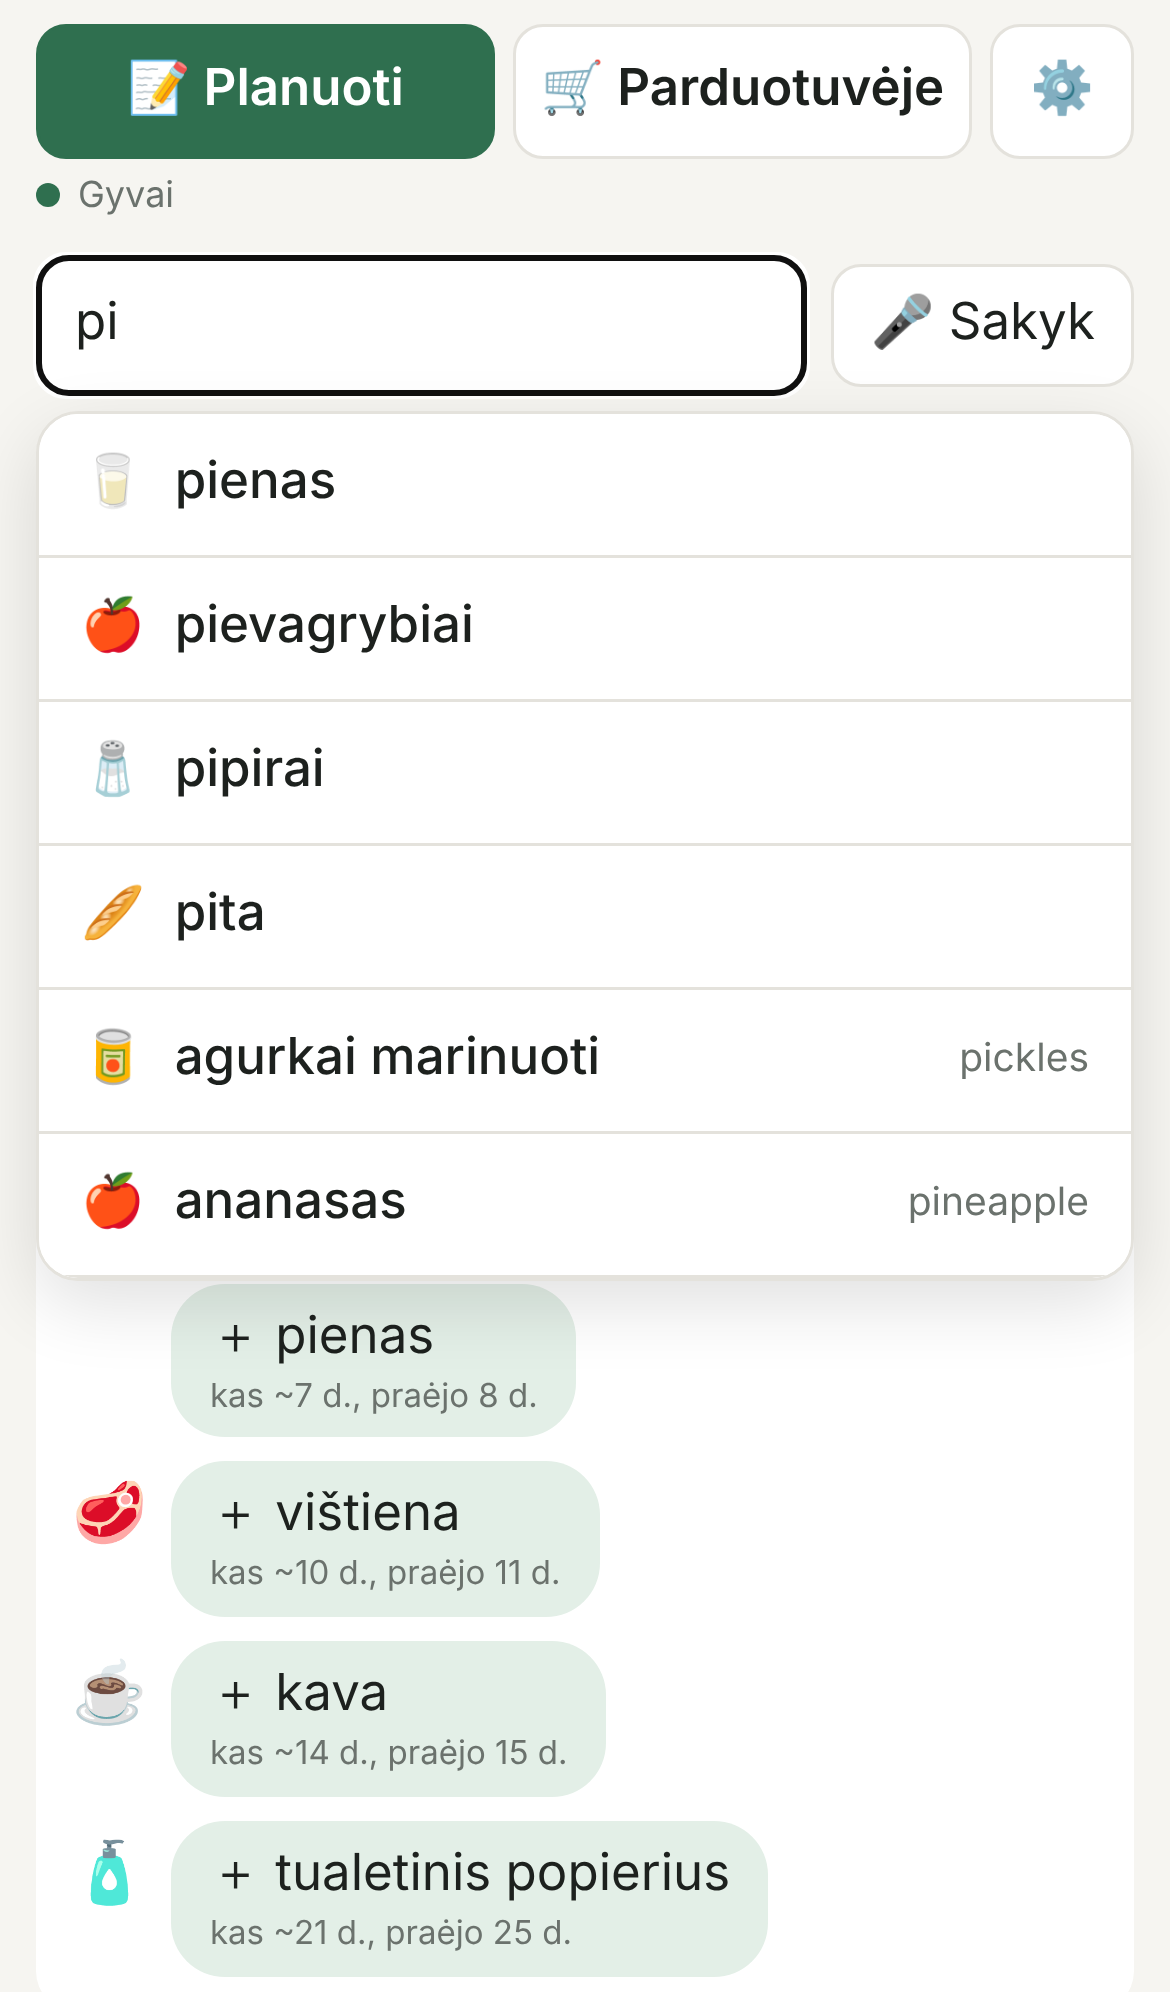 📝 Planuoti
🛒 Parduotuvėje
⚙️
Gyvai
pi
🎤 Sakyk
pienas
pievagrybiai
pipirai
pita
agurkai marinuoti pickles
ananasas pineapple
+ pienas
kas ~7 d., praėjo 8 d.
+ vištiena
kas ~10 d., praėjo 11 d.
+ kava
kas ~14 d., praėjo 15 d.
+ tualetinis popierius
kas ~21 d., praėjo 25 d.